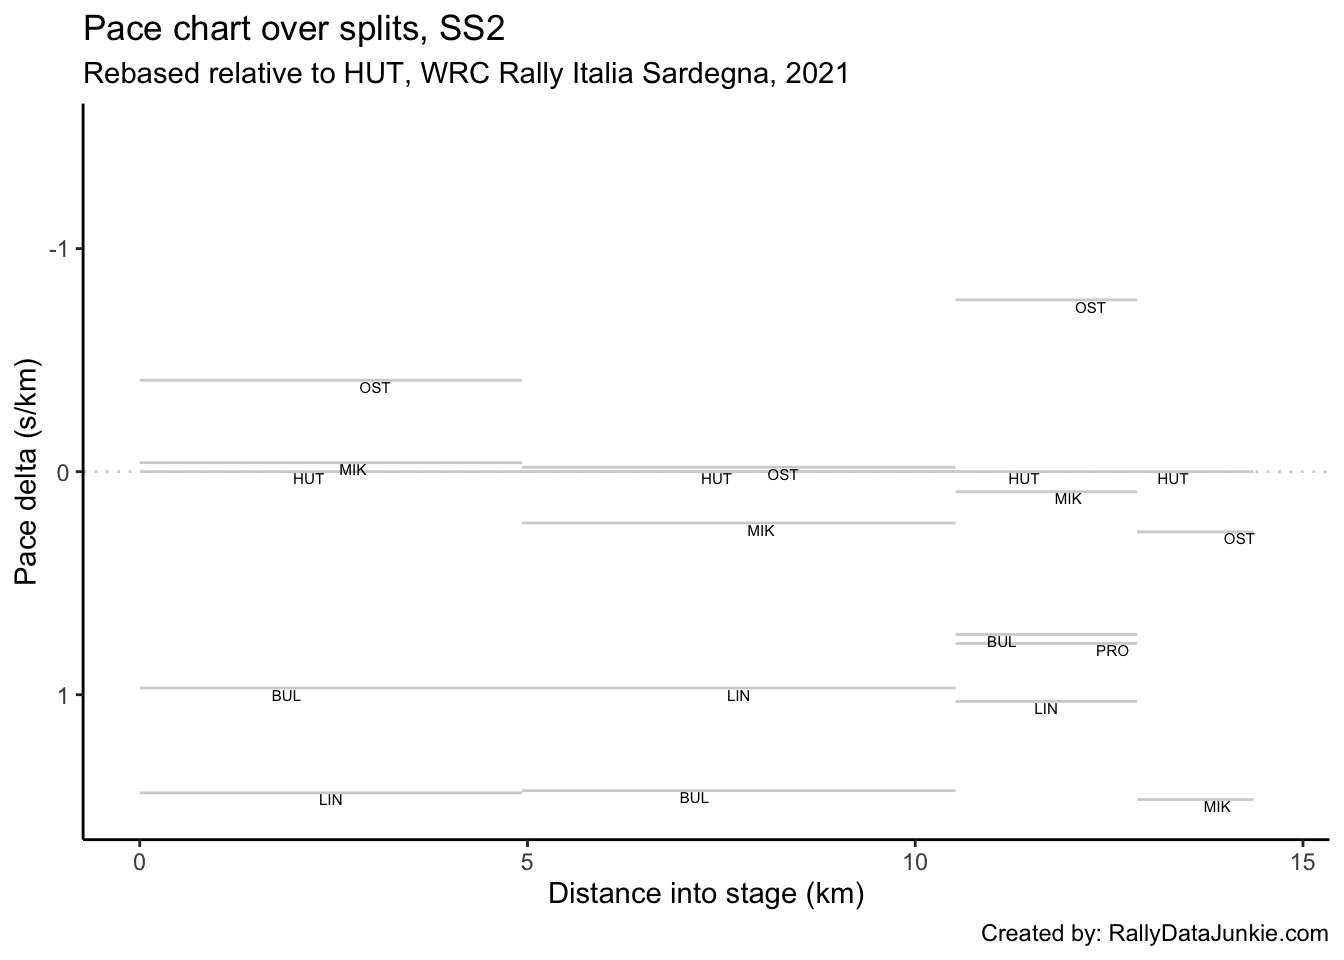 Pace chart over splits, SS2
Rebased relative to HUT, WRC Rally Italia Sardegna, 2021
Pace delta (s/km)
-1
0
1
OST
OST
MIK
HUT
HUT
OST
HUT
HUT
MIK
MIK
OST
BUL
PRO
BUL
LIN
LIN
LIN
BUL
MIK
0
5
10
15
Distance into stage (km)
Created by: RallyDataJunkie.com